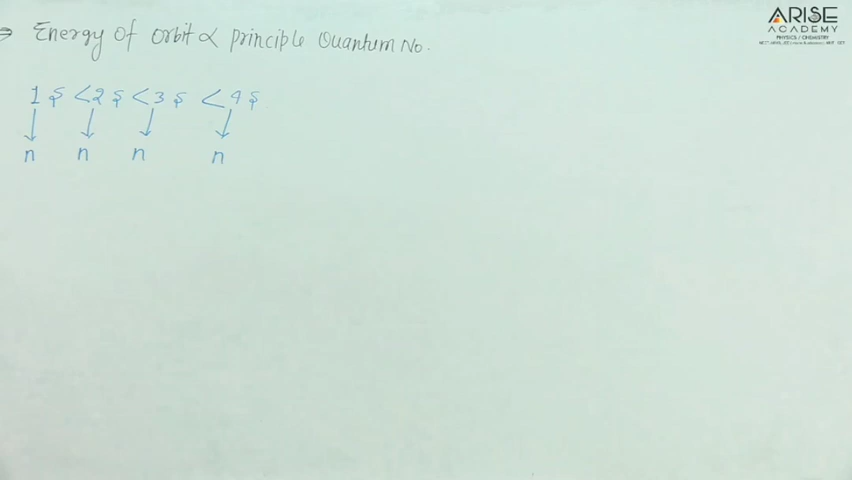 ⇒ Energy of orbit ∝ principle Quantum No.
1s < 2s < 3s < 4s
↓ ↓ ↓ ↓
n n n n
ARISE
ACADEMY
PHYSICS / CHEMISTRY